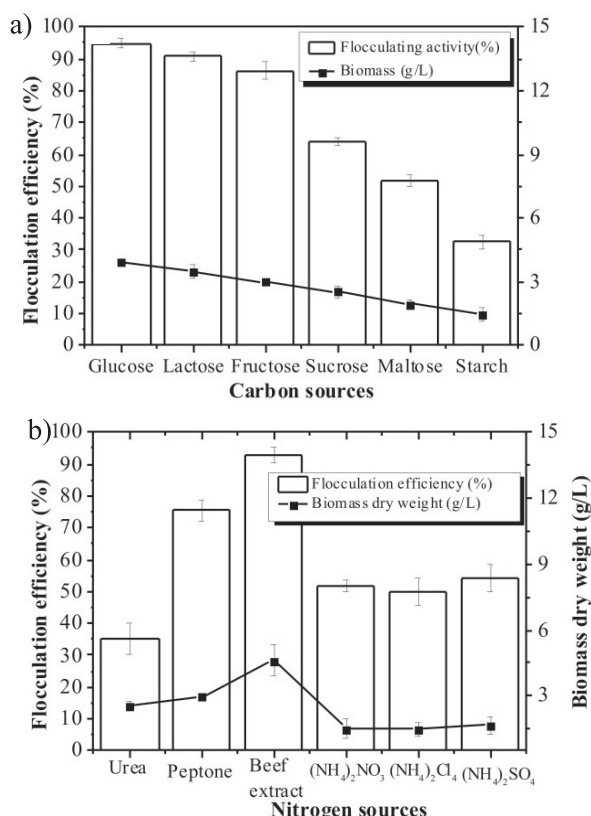 a)
100
90
80
70
60
50
40
30
20
10
0
Flocculation efficiency (%)
Flocculating activity(%)
Biomass (g/L)
15
12
9
6
3
0
Glucose Lactose Fructose Sucrose Maltose Starch
Carbon sources
b)
100
90
80
70
60
50
40
30
20
10
0
Flocculation efficiency (%)
Flocculation efficiency (%)
Biomass dry weight (g/L)
15
12
9
6
3
Biomass dry weight (g/L)
Urea Peptone Beef extract (NH₄)₂NO₃ (NH₄)₂Cl₄ (NH₄)₂SO₄
Nitrogen sources